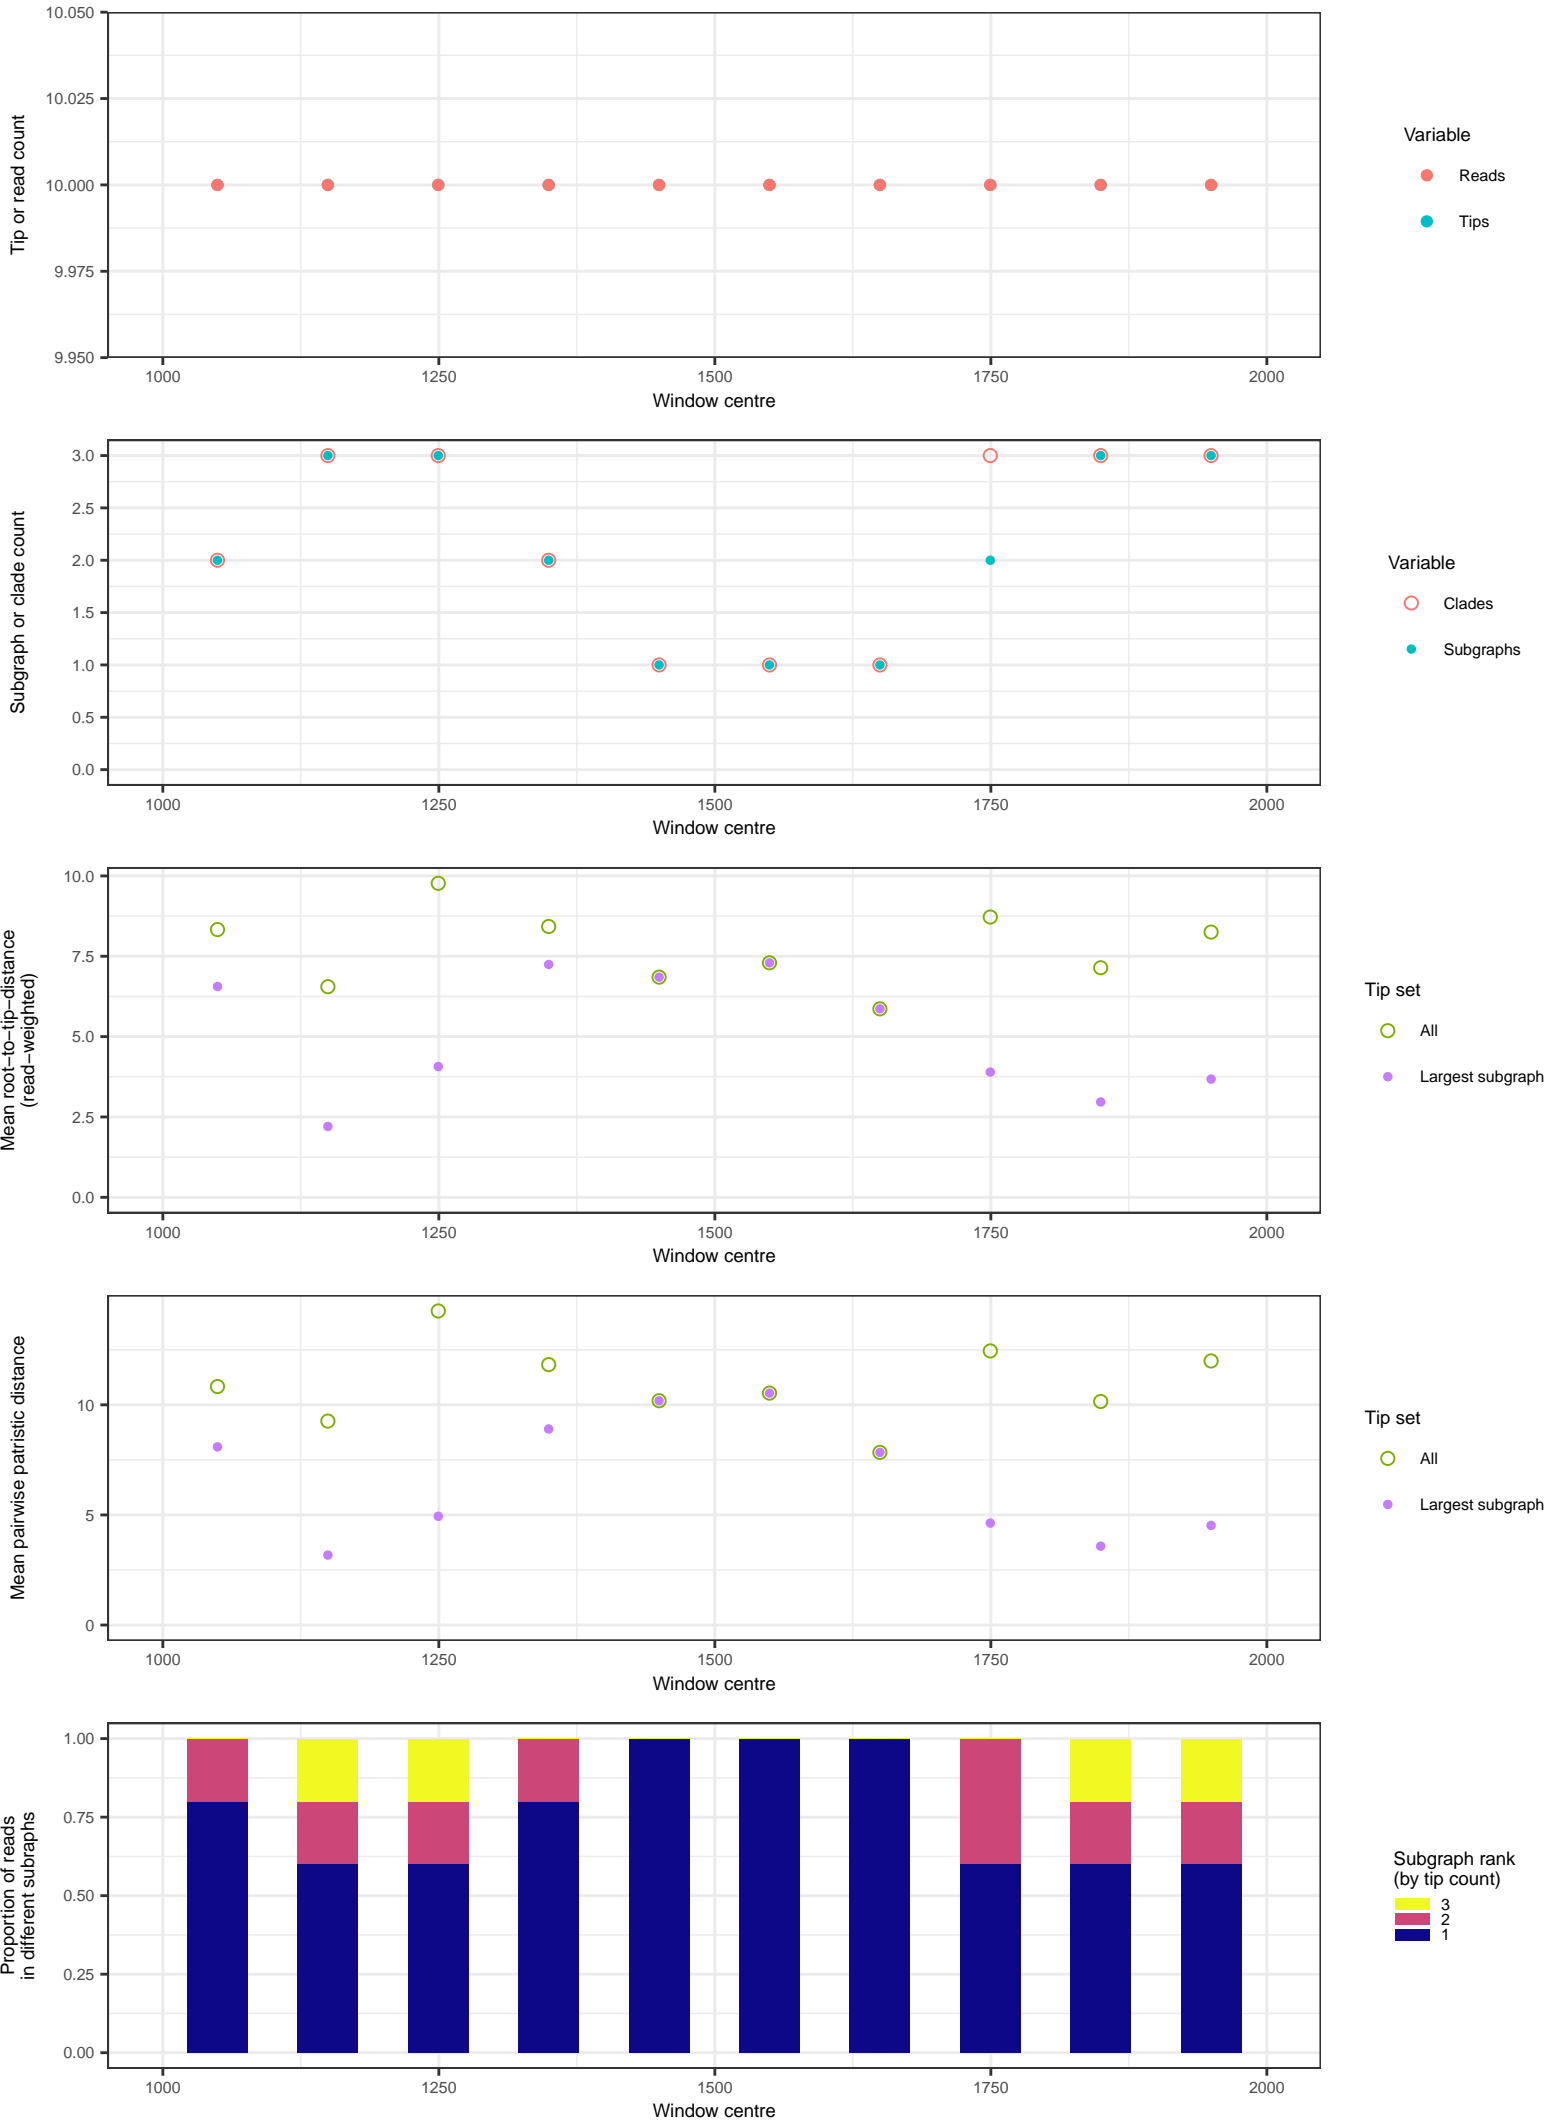 10.050
10.025
10.000
9.975
9.950
Tip or read count
1000 1250 1500 1750 2000
Window centre
Variable
Reads
Tips
3.0
2.5
2.0
1.5
1.0
0.5
0.0
Subgraph or clade count
1000 1250 1500 1750 2000
Window centre
Variable
Clades
Subgraphs
10.0
7.5
5.0
2.5
0.0
Mean root−to−tip−distance
(read−weighted)
1000 1250 1500 1750 2000
Window centre
Tip set
All
Largest subgraph
10
5
0
Mean pairwise patristic distance
1000 1250 1500 1750 2000
Window centre
Tip set
All
Largest subgraph
1.00
0.75
0.50
0.25
0.00
Proportion of reads
in different subraphs
1000 1250 1500 1750 2000
Window centre
Subgraph rank
(by tip count)
3
2
1